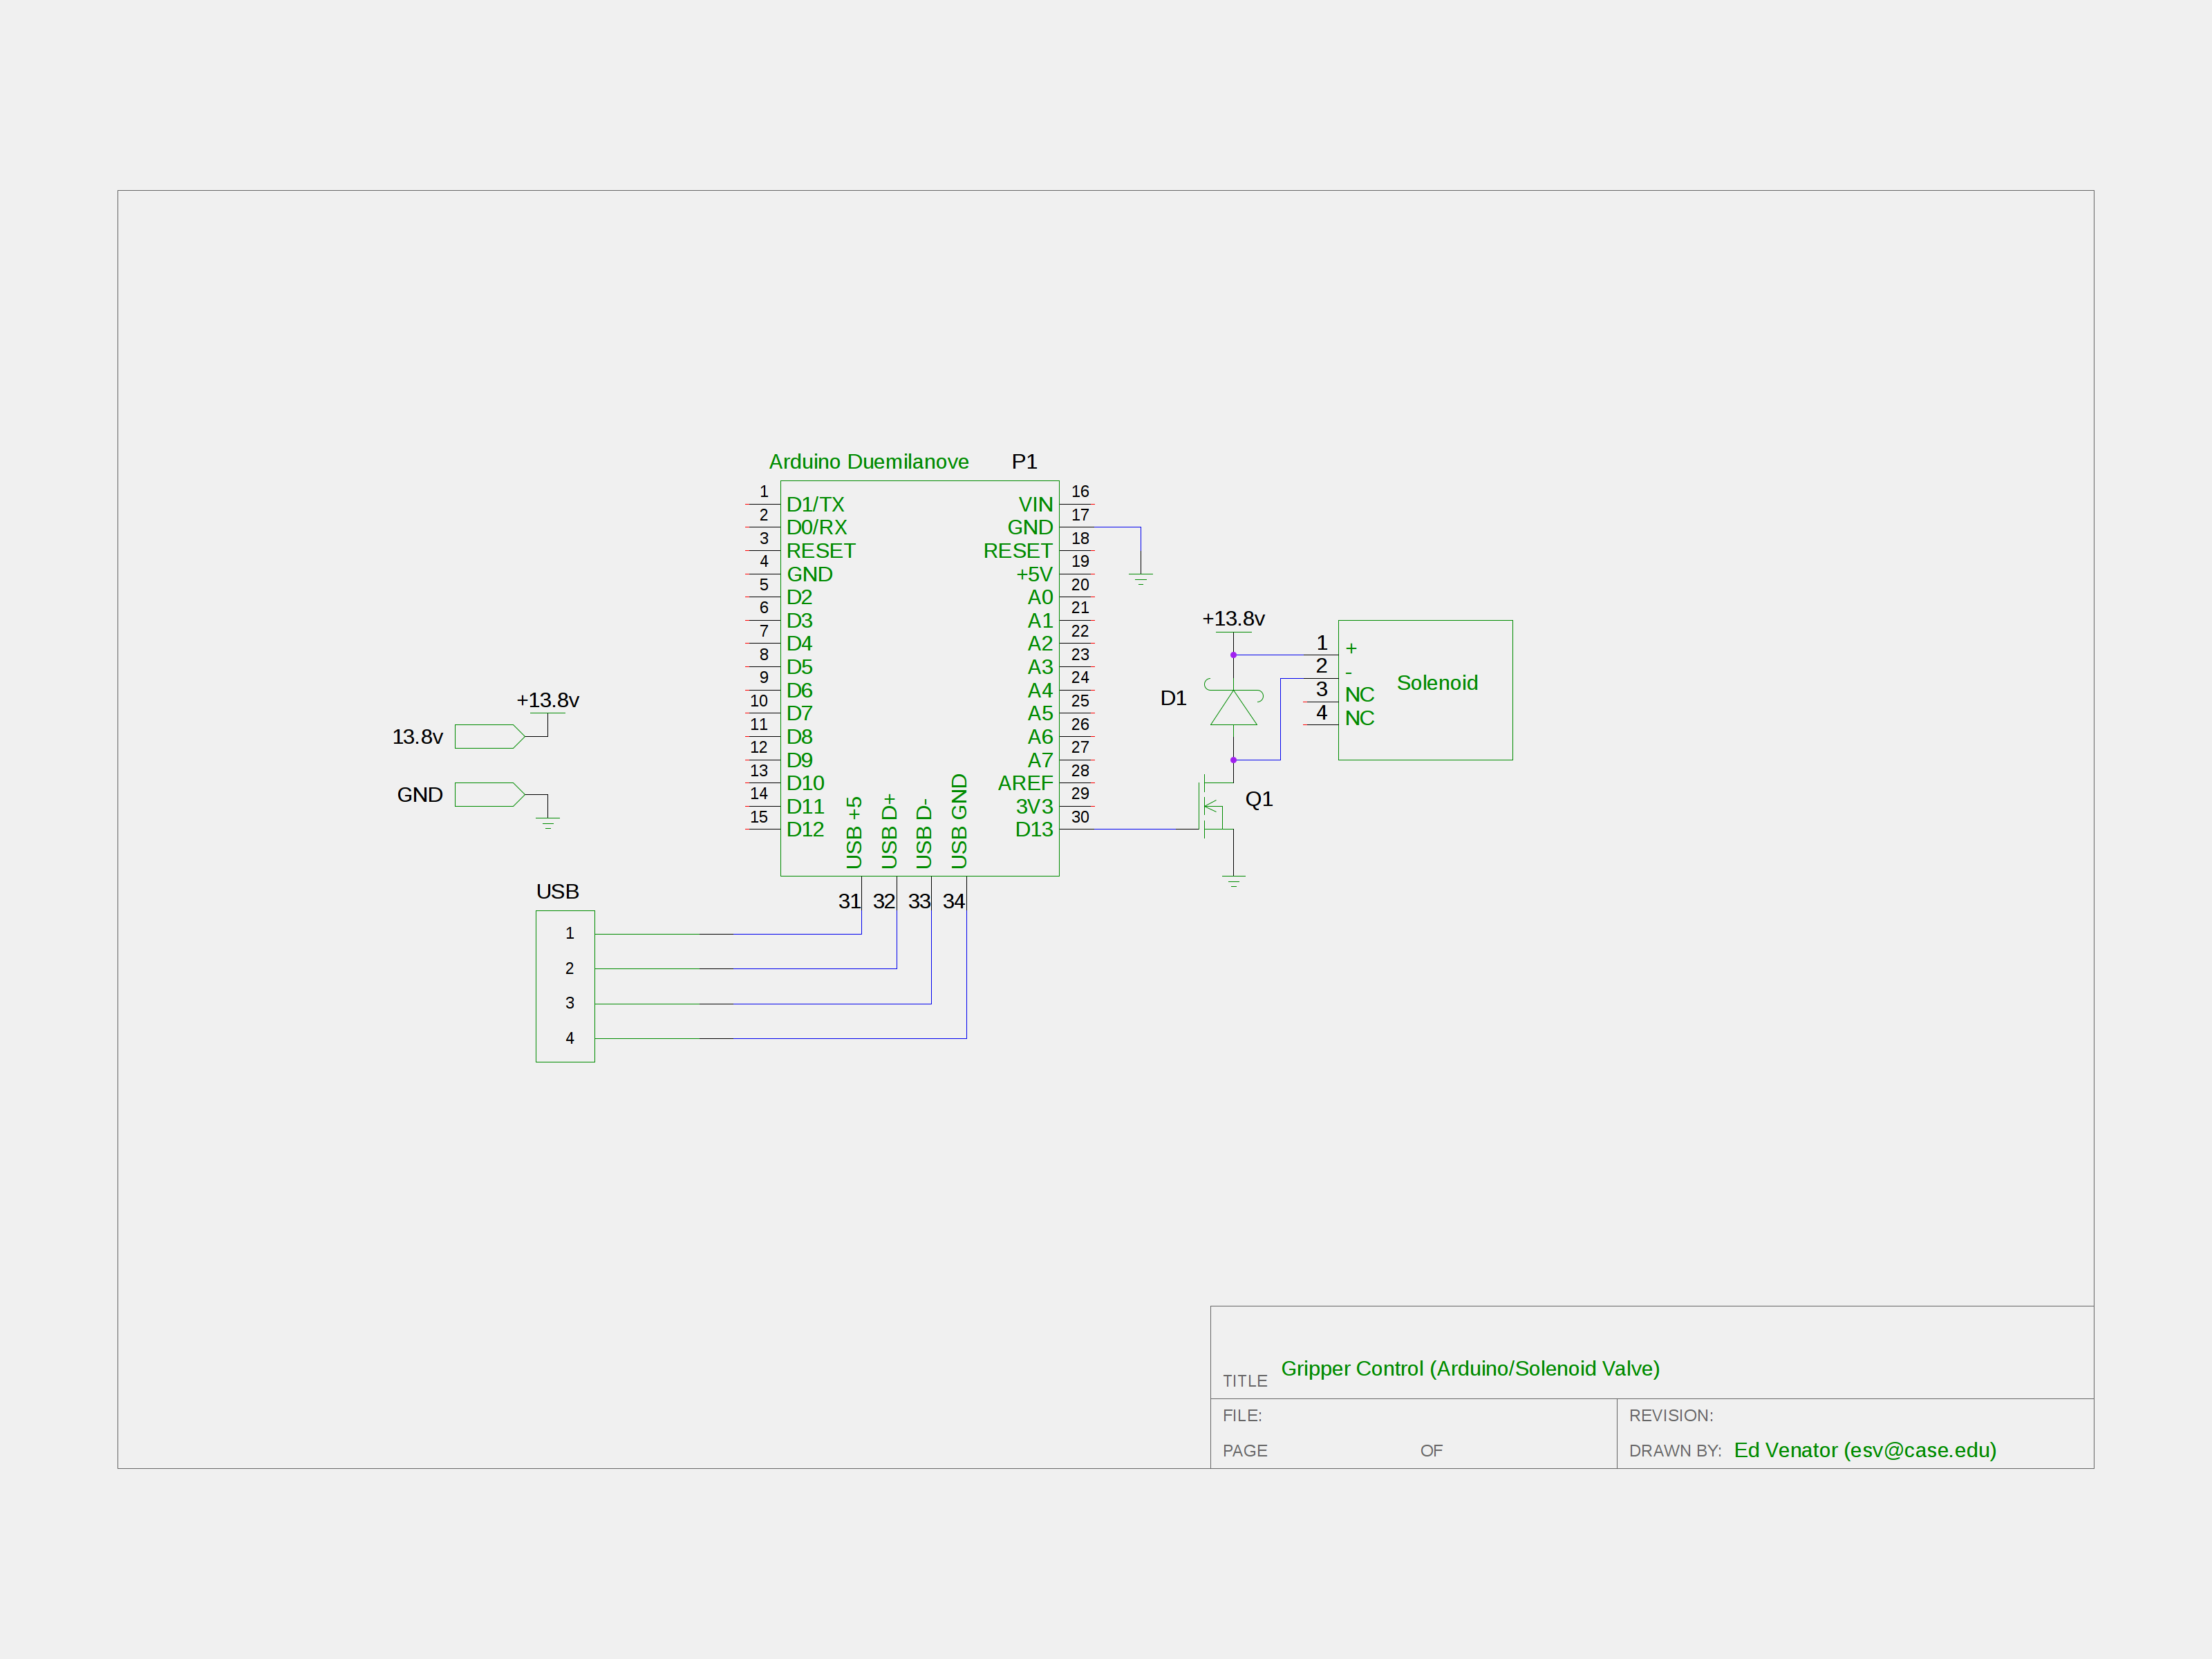 Arduino Duemilanove P1
1 D1/TX VIN 16
2 D0/RX GND 17
3 RESET RESET 18
4 GND +5V 19
5 D2 A0 20
6 D3 A1 21
7 D4 A2 22
8 D5 A3 23
9 D6 A4 24
10 D7 A5 25
11 D8 A6 26
12 D9 A7 27
13 D10 AREF 28
14 D11 3V3 29
15 D12 D13 30
USB +5
USB D+
USB D-
USB GND
31 32 33 34
+13.8v
13.8v
GND
USB
1
2
3
4
+13.8v
D1
Q1
1 +
2 -
3 NC
4 NC
Solenoid
TITLE Gripper Control (Arduino/Solenoid Valve)
FILE: REVISION:
PAGE OF DRAWN BY: Ed Venator (esv@case.edu)